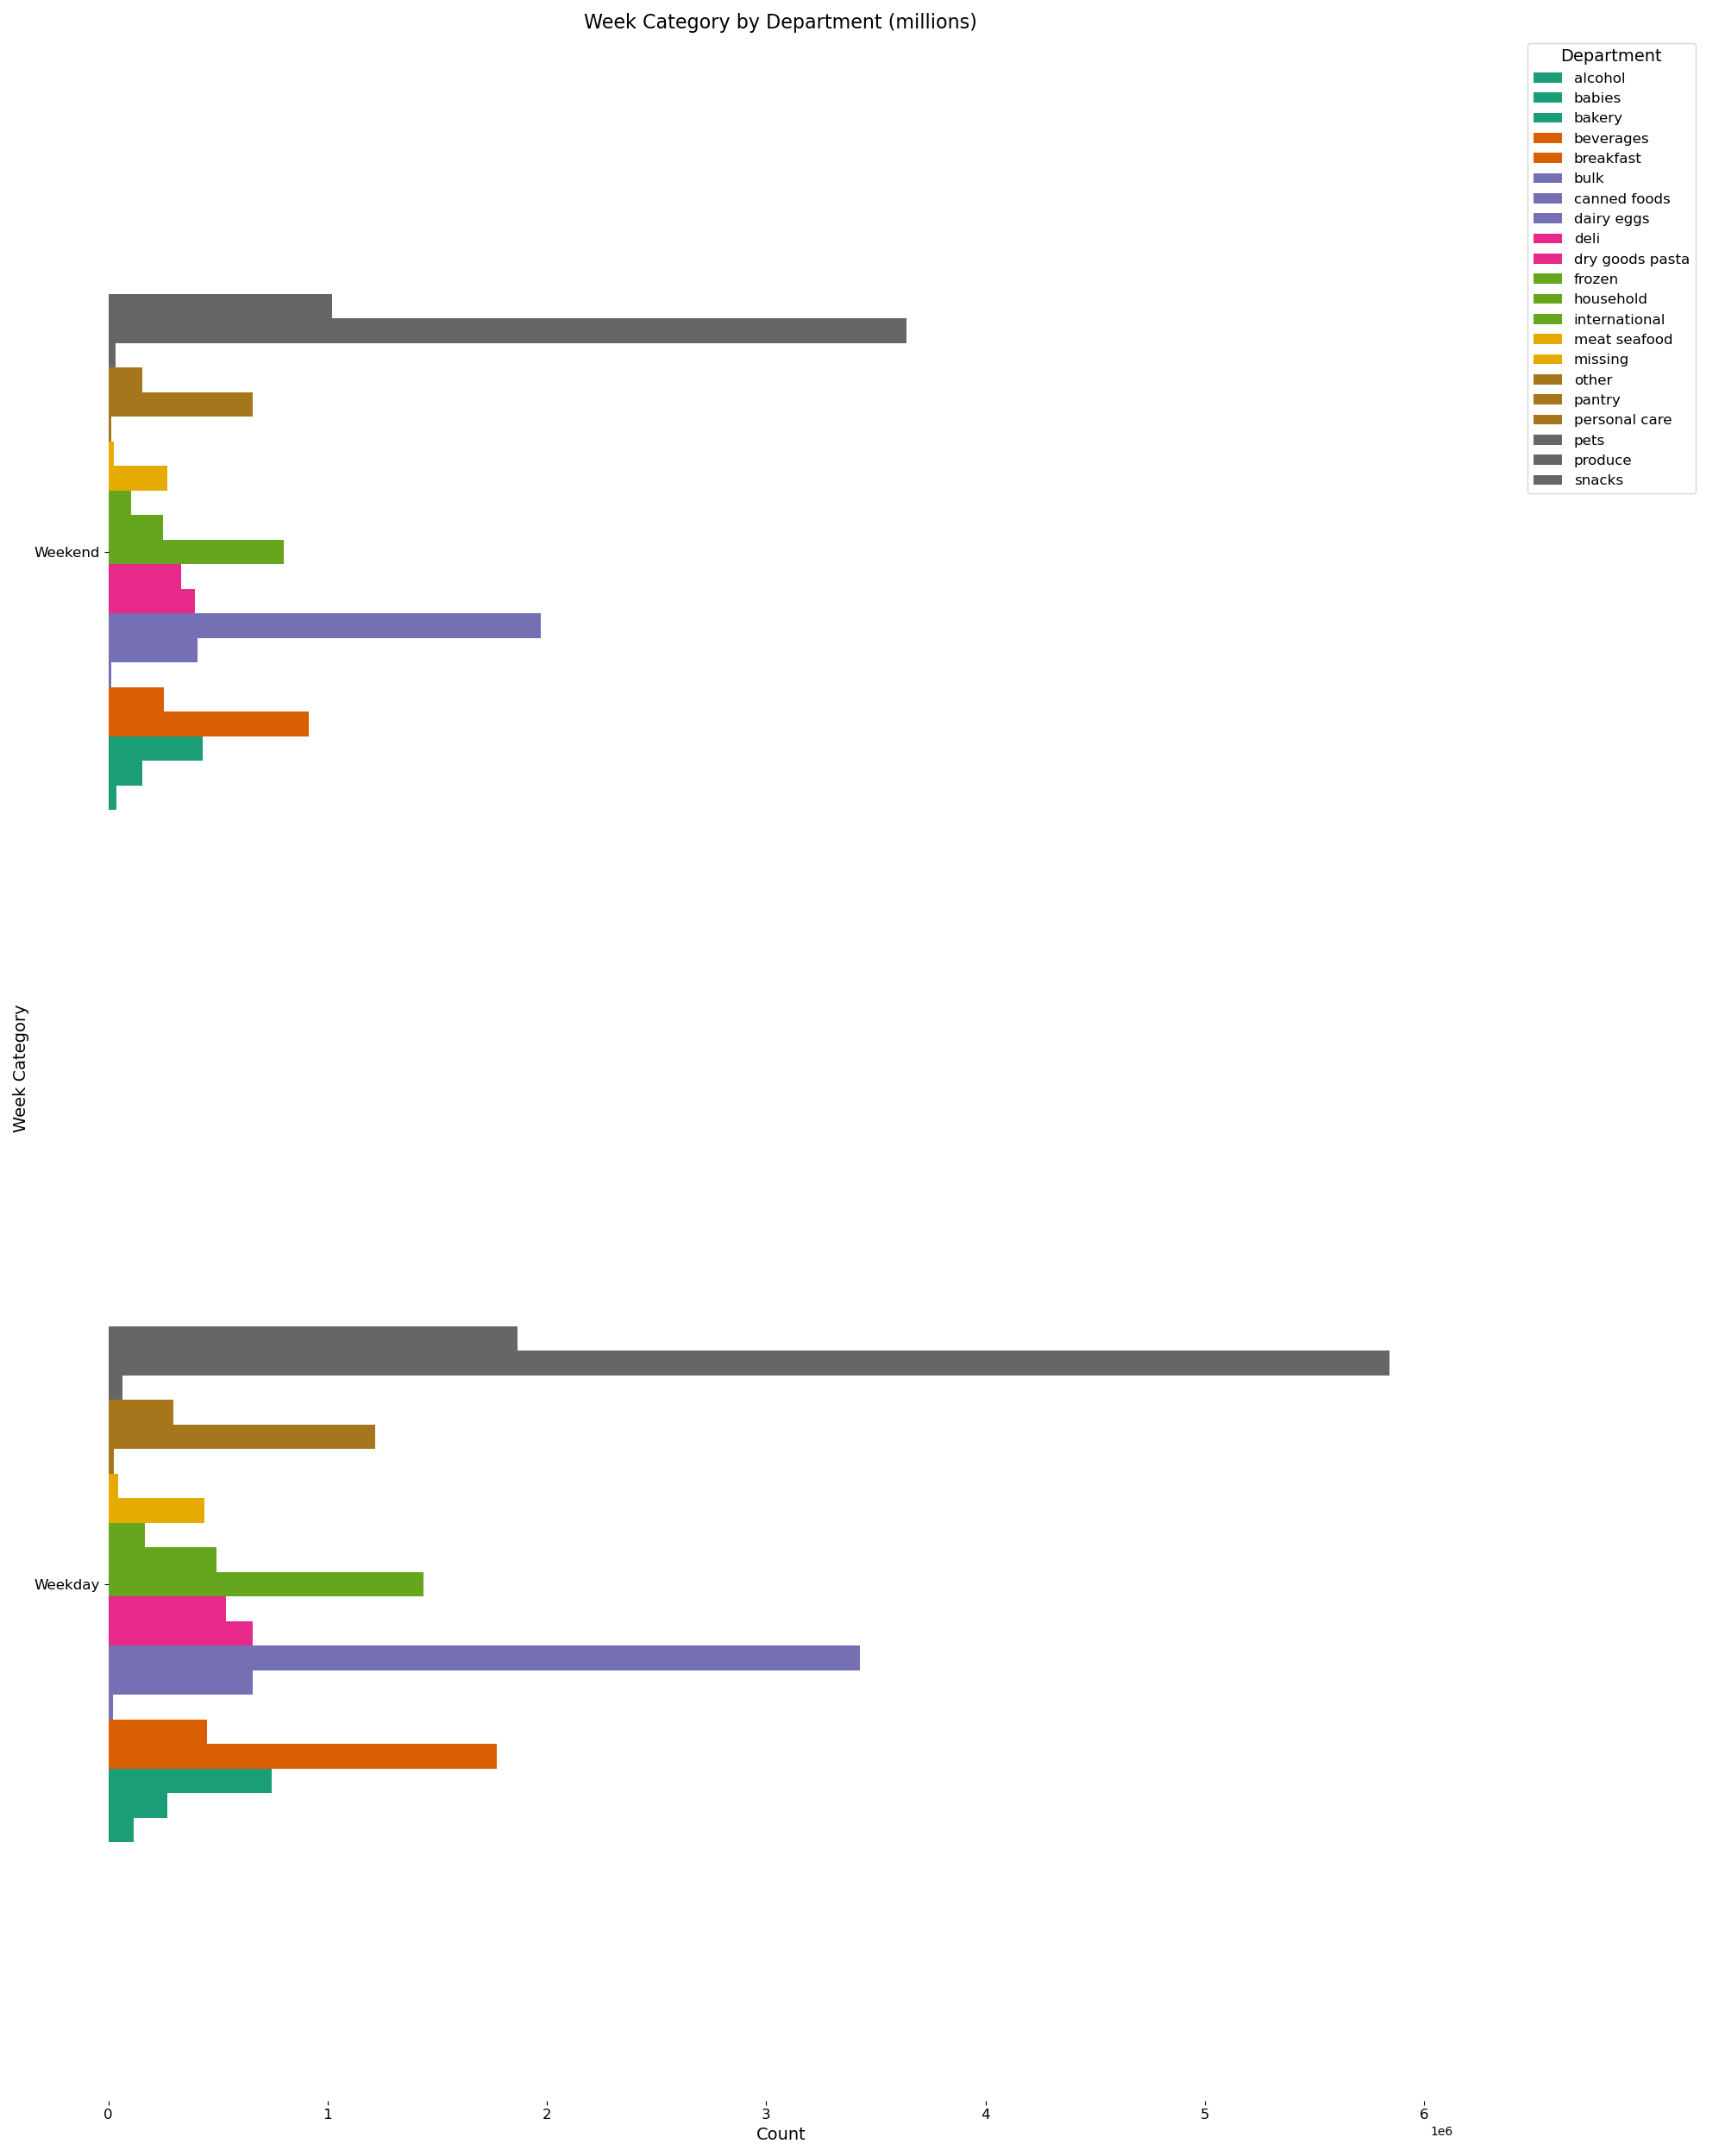 Week Category by Department (millions)
Department
alcohol
babies
bakery
beverages
breakfast
bulk
canned foods
dairy eggs
deli
dry goods pasta
frozen
household
international
meat seafood
missing
other
pantry
personal care
pets
produce
snacks
Weekend
Week Category
Weekday
0 1 2 3 4 5 6
1e6
Count